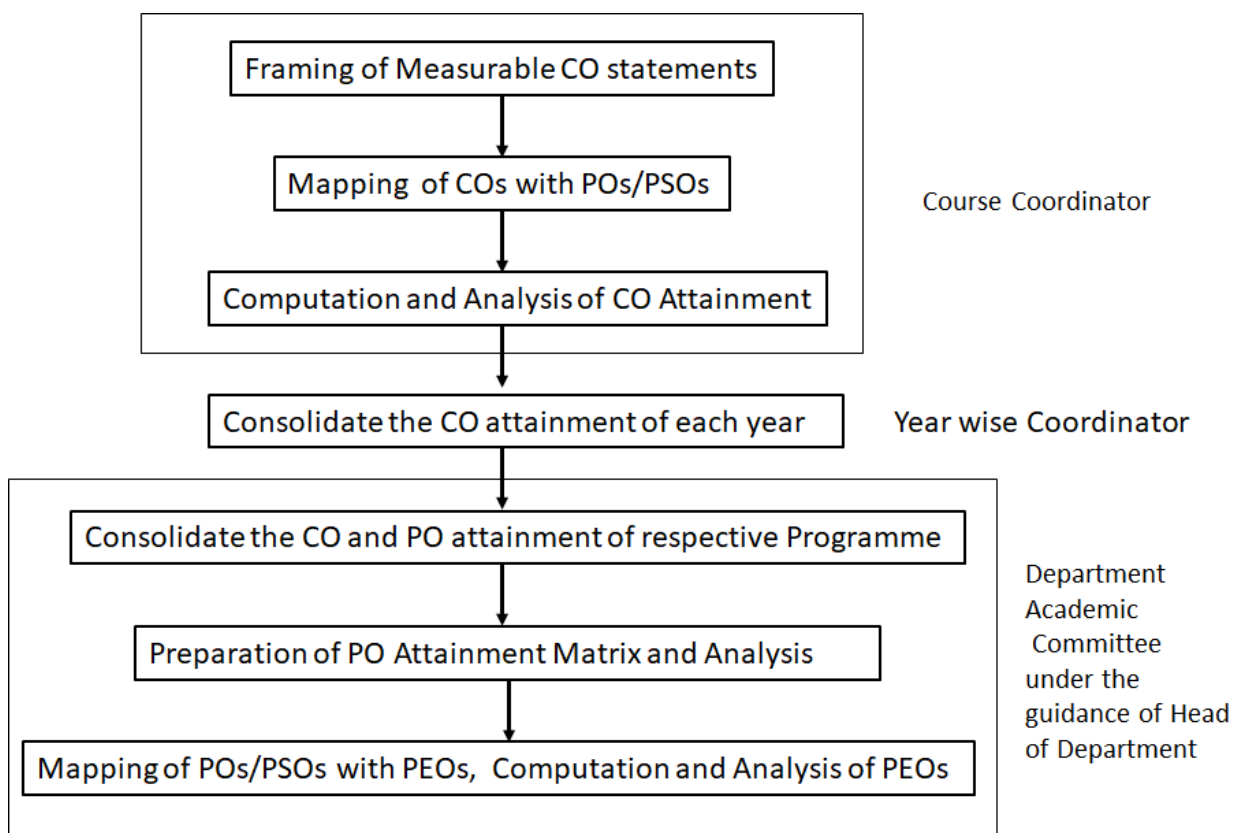 Framing of Measurable CO statements
Mapping of COs with POs/PSOs
Course Coordinator
Computation and Analysis of CO Attainment
Consolidate the CO attainment of each year
Year wise Coordinator
Consolidate the CO and PO attainment of respective Programme
Preparation of PO Attainment Matrix and Analysis
Mapping of POs/PSOs with PEOs, Computation and Analysis of PEOs
Department
Academic
Committee
under the
guidance of Head
of Department